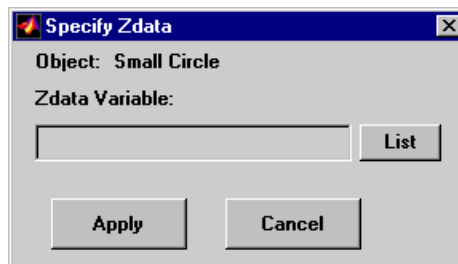 Specify Zdata
Object: Small Circle
Zdata Variable:
List
Apply Cancel